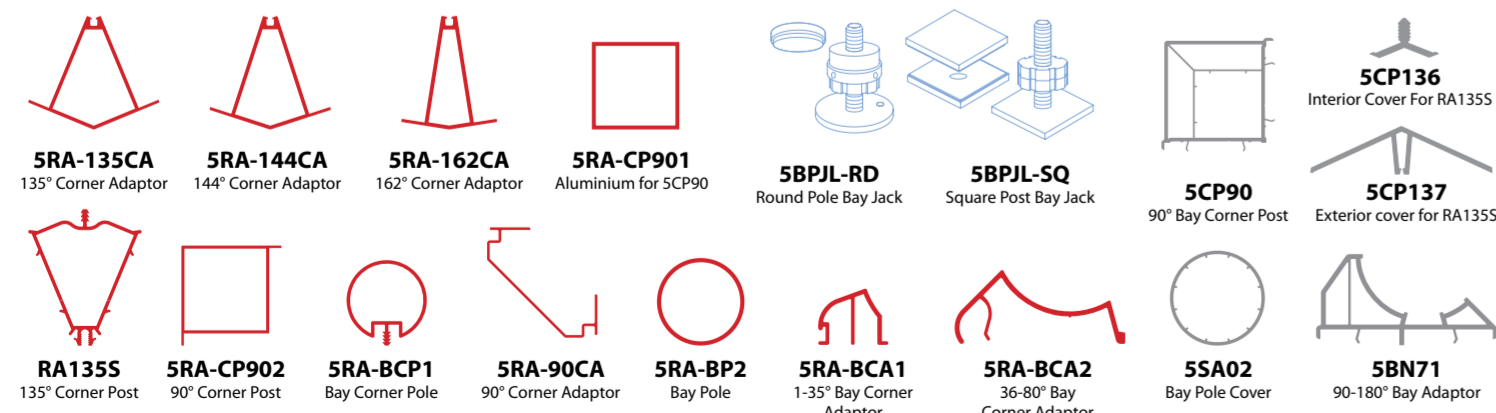 5RA-135CA
135° Corner Adaptor
5RA-144CA
144° Corner Adaptor
5RA-162CA
162° Corner Adaptor
5RA-CP901
Aluminium for 5CP90
5BPJL-RD
Round Pole Bay Jack
5BPJL-SQ
Square Post Bay Jack
5CP90
90° Bay Corner Post
5CP136
Interior Cover For RA135S
5CP137
Exterior cover for RA135S
RA135S
135° Corner Post
5RA-CP902
90° Corner Post
5RA-BCP1
Bay Corner Pole
5RA-90CA
90° Corner Adaptor
5RA-BP2
Bay Pole
5RA-BCA1
1-35° Bay Corner
Adaptor
5RA-BCA2
36-80° Bay
Corner Adaptor
5SA02
Bay Pole Cover
5BN71
90-180° Bay Adaptor